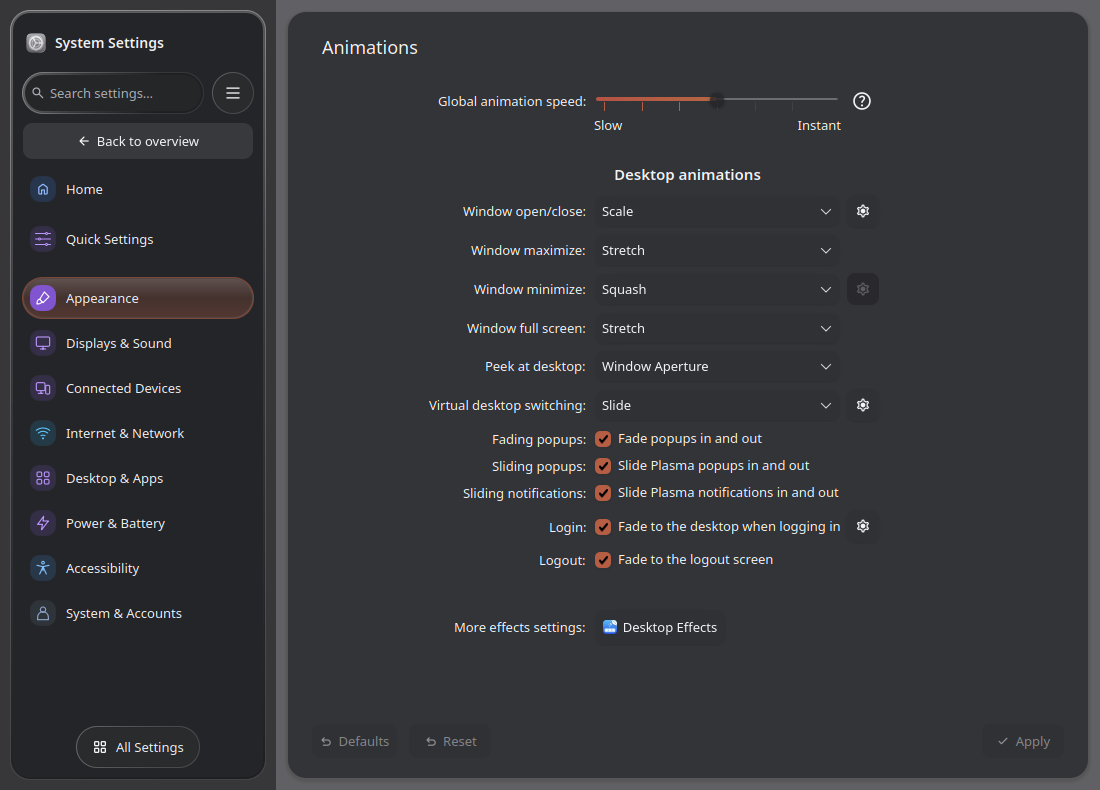 System Settings
Search settings...
Back to overview
Home
Quick Settings
Appearance
Displays & Sound
Connected Devices
Internet & Network
Desktop & Apps
Power & Battery
Accessibility
System & Accounts
All Settings
Animations
Global animation speed:
Slow Instant
Desktop animations
Window open/close: Scale
Window maximize: Stretch
Window minimize: Squash
Window full screen: Stretch
Peek at desktop: Window Aperture
Virtual desktop switching: Slide
Fading popups: Fade popups in and out
Sliding popups: Slide Plasma popups in and out
Sliding notifications: Slide Plasma notifications in and out
Login: Fade to the desktop when logging in
Logout: Fade to the logout screen
More effects settings: Desktop Effects
Defaults Reset Apply